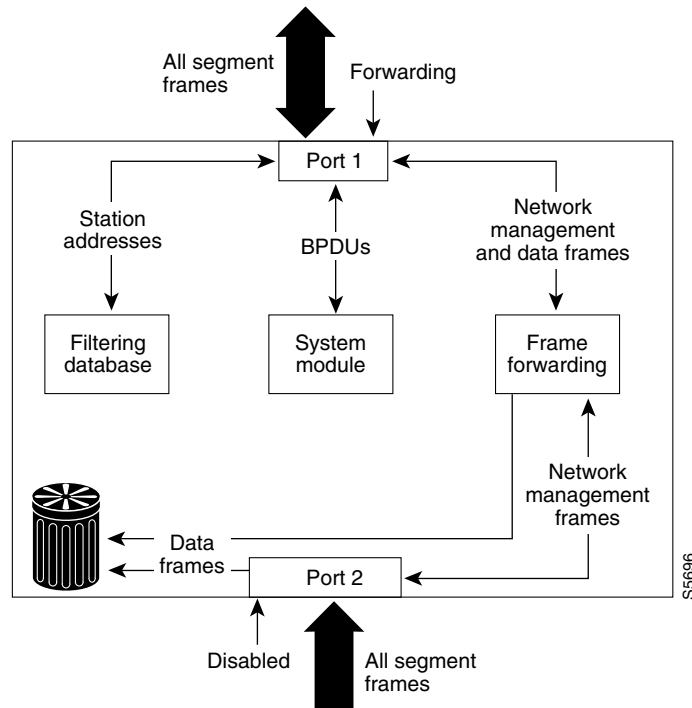 All segment
frames
Forwarding
Port 1
Station
addresses
BPDUs
Network
management
and data frames
Filtering
database
System
module
Frame
forwarding
Network
management
frames
Data
frames
Port 2
Disabled
All segment
frames
S5696